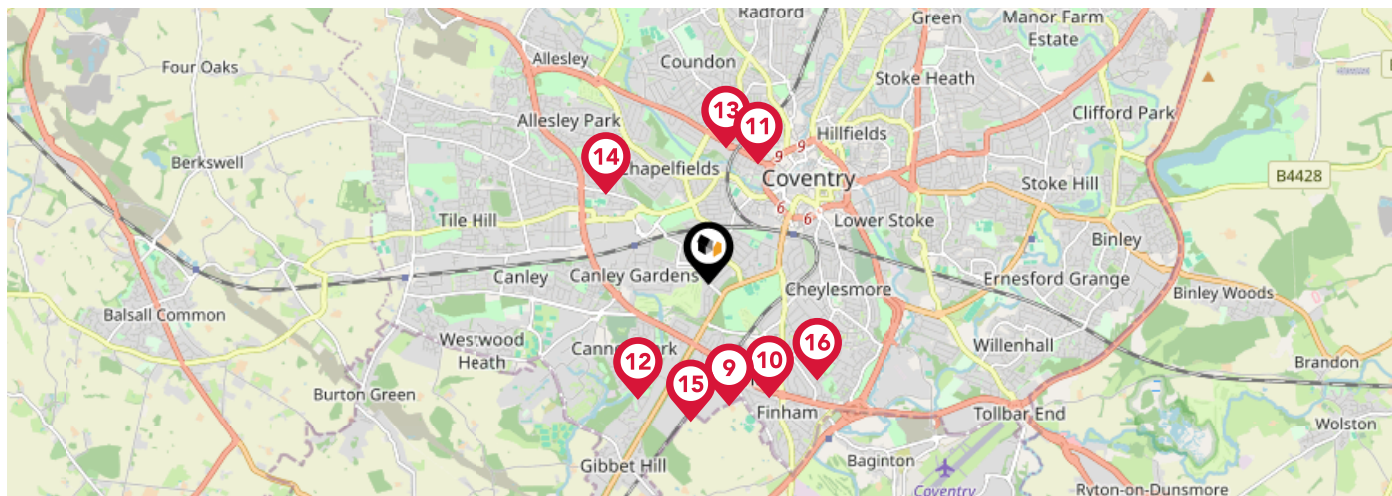 Radford
Green
Manor Farm
Estate
Allesley
Coundon
Four Oaks
Stoke Heath
13
11
Clifford Park
Allesley Park
Hillfields
9
9
14
Chapelfields
Berkswell
Coventry
B4428
Stoke Hill
6
6
Tile Hill
Lower Stoke
Binley
Canley
Canley Gardens
Ernesford Grange
Cheylesmore
Binley Woods
Balsall Common
Westwood
Heath
16
Willenhall
12
10
9
15
Brandon
Burton Green
Finham
Tollbar End
Wolston
Gibbet Hill
Baginton
Coventry
Ryton-on-Dunsmore